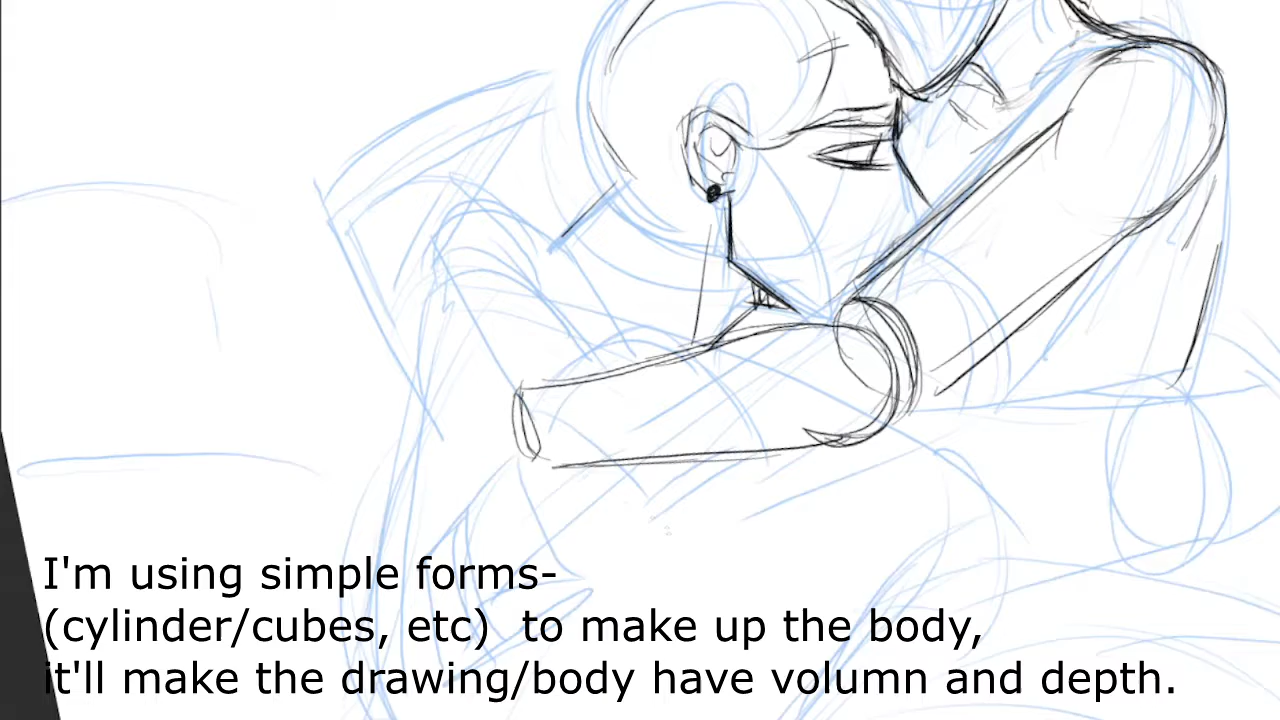 I'm using simple forms-
(cylinder/cubes, etc)  to make up the body,
it'll make the drawing/body have volumn and depth.